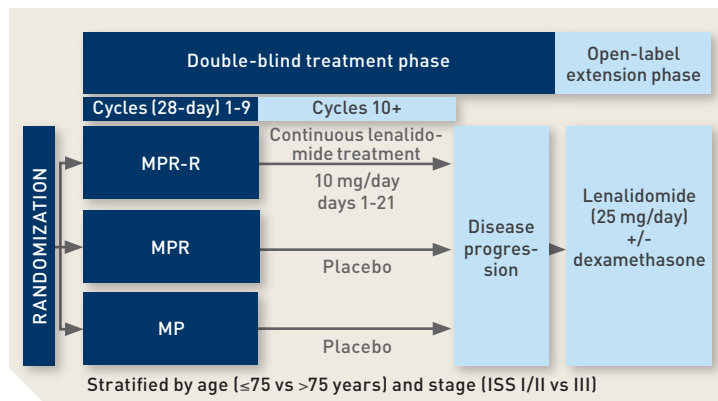 Double-blind treatment phase
Open-label
extension phase
Cycles (28-day) 1-9
Cycles 10+
RANDOMIZATION
MPR-R
Continuous lenalido-
mide treatment
10 mg/day
days 1-21
MPR
Placebo
MP
Placebo
Disease
progres-
sion
Lenalidomide
(25 mg/day)
+/-
dexamethasone
Stratified by age (≤75 vs >75 years) and stage (ISS I/II vs III)